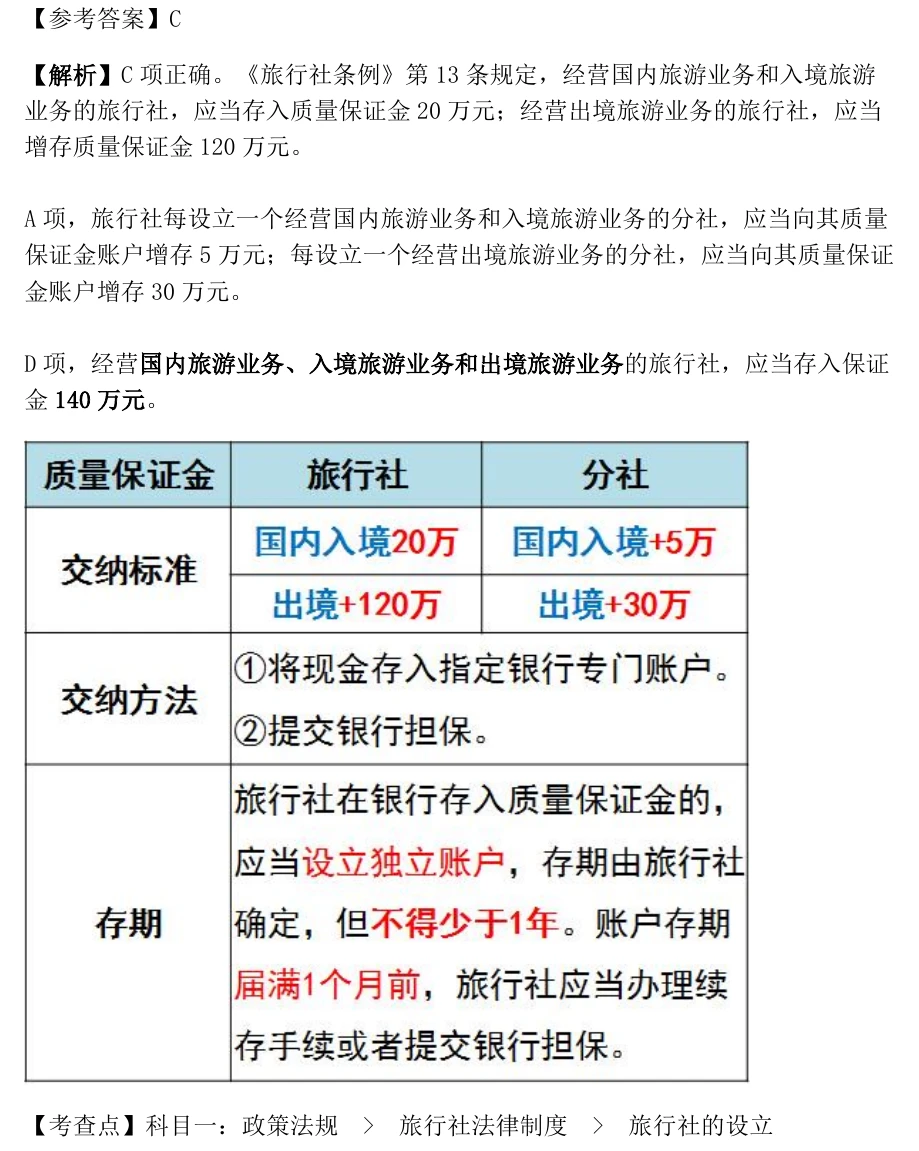 【参考答案】C
【解析】C 项正确。《旅行社条例》第 13 条规定，经营国内旅游业务和入境旅游
业务的旅行社，应当存入质量保证金 20 万元；经营出境旅游业务的旅行社，应当
增存质量保证金 120 万元。
A 项，旅行社每设立一个经营国内旅游业务和入境旅游业务的分社，应当向其质量
保证金账户增存 5 万元；每设立一个经营出境旅游业务的分社，应当向其质量保证
金账户增存 30 万元。
D 项，经营国内旅游业务、入境旅游业务和出境旅游业务的旅行社，应当存入保证
金 140 万元。
质量保证金 旅行社 分社
交纳标准
国内入境20万 国内入境+5万
出境+120万 出境+30万
交纳方法
①将现金存入指定银行专门账户。
②提交银行担保。
存期
旅行社在银行存入质量保证金的，
应当设立独立账户，存期由旅行社
确定，但不得少于1年。账户存期
届满1个月前，旅行社应当办理续
存手续或者提交银行担保。
【考查点】科目一：政策法规 > 旅行社法律制度 > 旅行社的设立